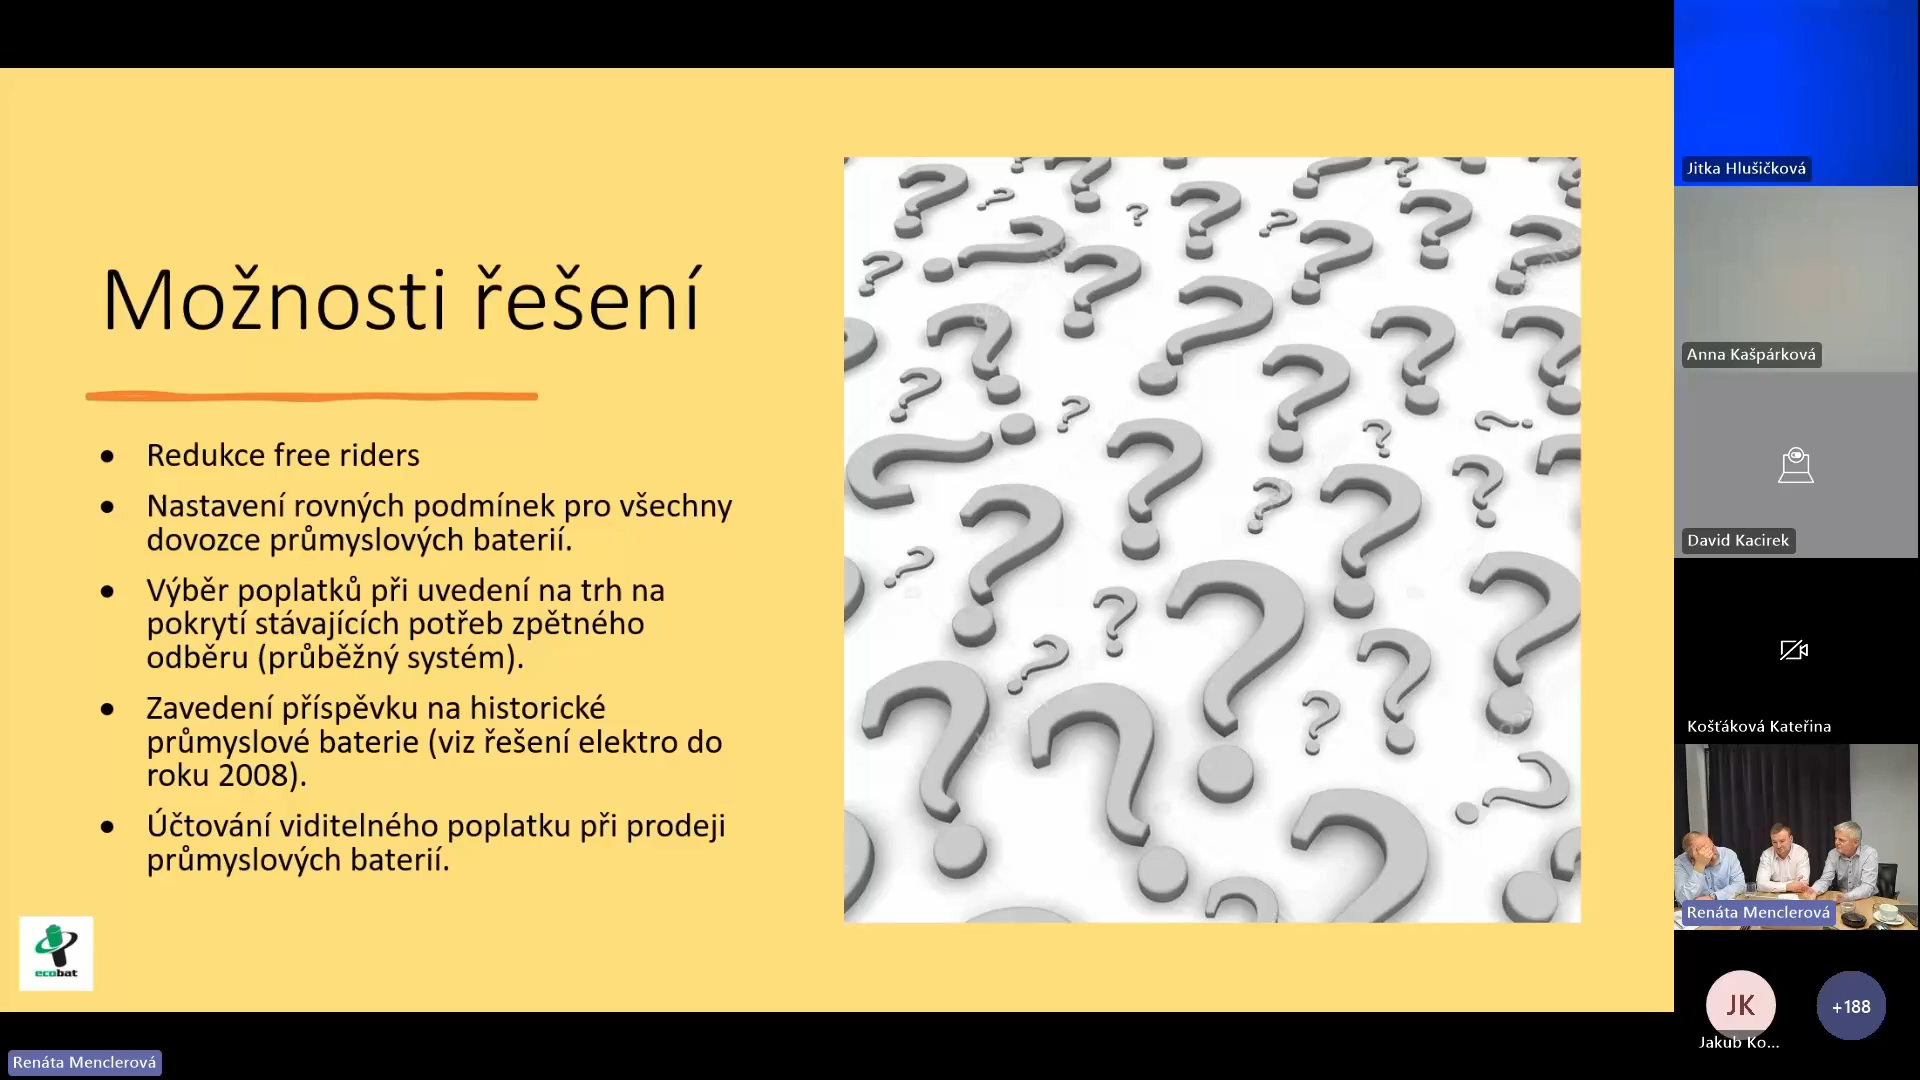 Možnosti řešení
Redukce free riders
Nastavení rovných podmínek pro všechny
dovozce průmyslových baterií.
Výběr poplatků při uvedení na trh na
pokrytí stávajících potřeb zpětného
odběru (průběžný systém).
Zavedení příspěvku na historické
průmyslové baterie (viz řešení elektro do
roku 2008).
Účtování viditelného poplatku při prodeji
průmyslových baterií.
ecobat
Renáta Menclerová
Jitka Hlušičková
Anna Kašpárková
David Kacirek
Košťáková Kateřina
Renáta Menclerová
JK
+188
Jakub Ko...